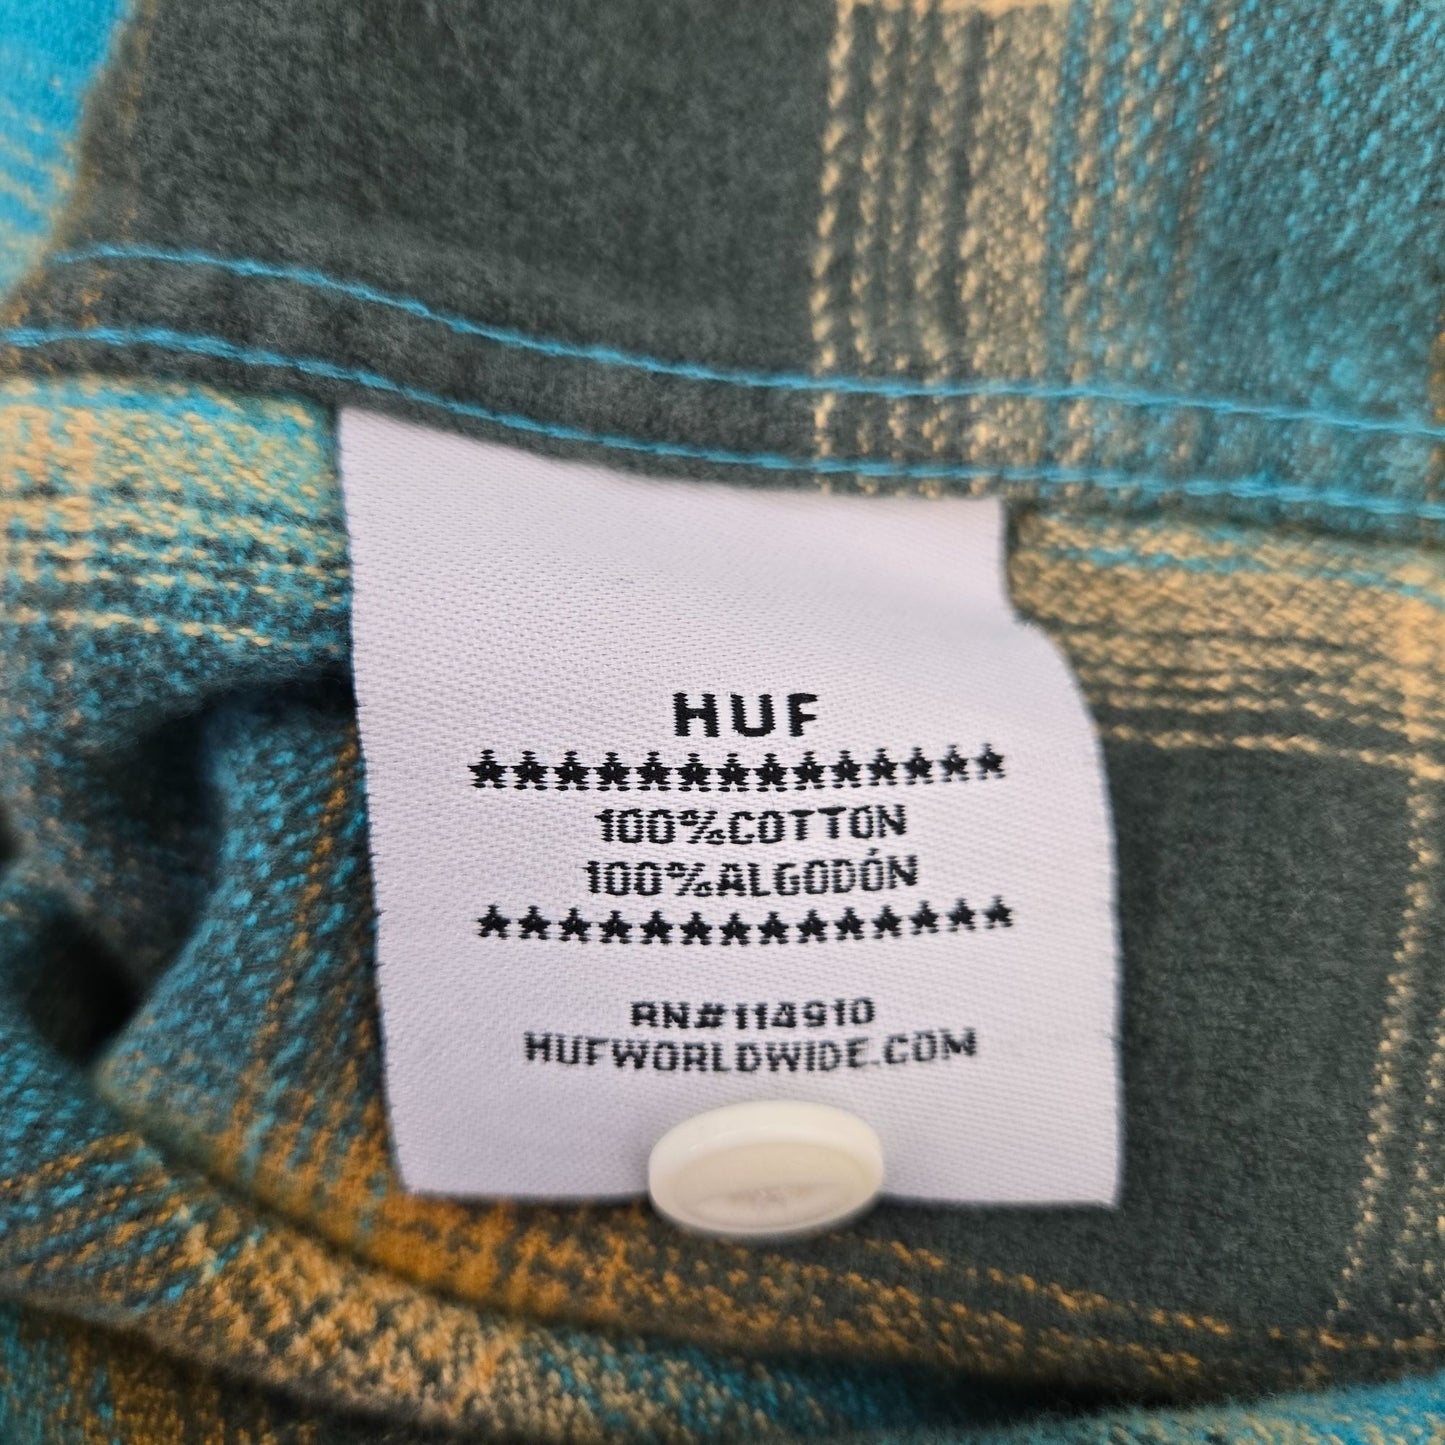 HUF
★★★★★★★★★★★★★
100%COTTON
100%ALGODÓN
★★★★★★★★★★★★★
RN#114910
HUFWORLDWIDE.COM